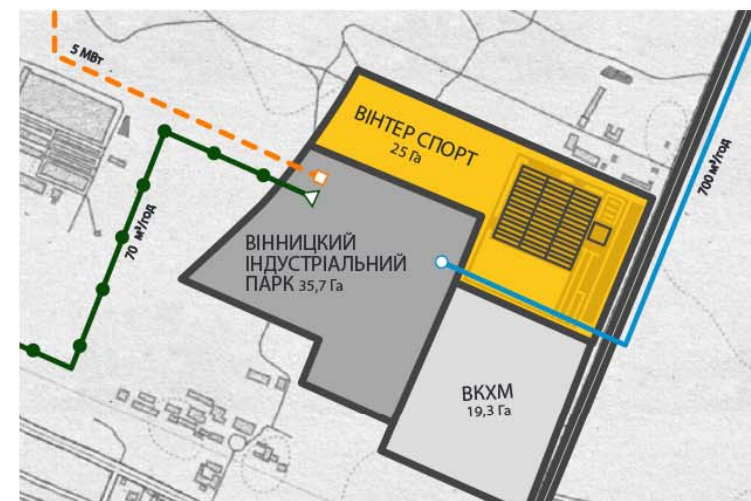 5 МВт
ВІНТЕР СПОРТ
25 Га
700 м³/год
70 м³/год
ВІННИЦКИЙ
ІНДУСТРІАЛЬНИЙ
ПАРК 35,7 Га
ВКХМ
19,3 Га